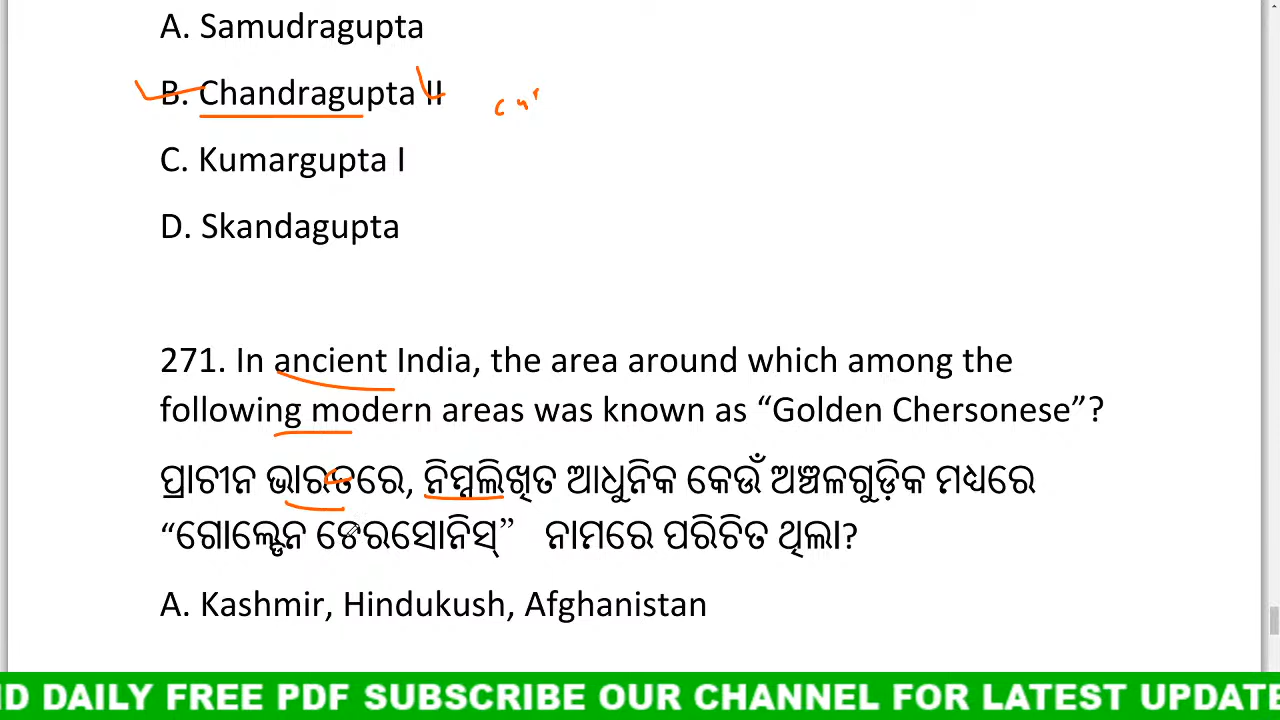 A. Samudragupta
B. Chandragupta II
C. Kumargupta I
D. Skandagupta
271. In ancient India, the area around which among the
following modern areas was known as “Golden Chersonese”?
ପ୍ରାଚୀନ ଭାରତରେ, ନିମ୍ନଲିଖିତ ଆଧୁନିକ କେଉଁ ଅଞ୍ଚଳଗୁଡ଼ିକ ମଧ୍ୟରେ
“ଗୋଲ୍ଡେନ ଚେରସୋନିସ୍” ନାମରେ ପରିଚିତ ଥିଲା?
A. Kashmir, Hindukush, Afghanistan
ID DAILY FREE PDF SUBSCRIBE OUR CHANNEL FOR LATEST UPDATE